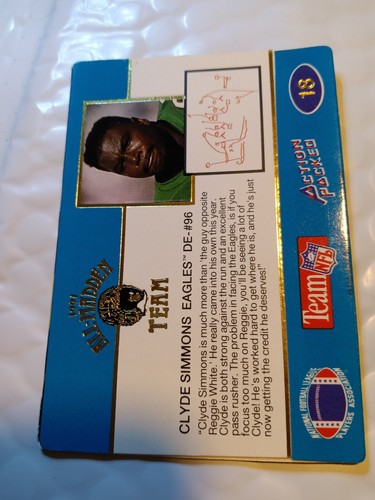 1991
ALL-MADDEN
TEAM
CLYDE SIMMONS EAGLES™ DE-#96
"Clyde Simmons is much more than 'the guy opposite
Reggie White.' He really came into his own this year.
Clyde is both strong against the run and an excellent
pass rusher. The problem in facing the Eagles, is if you
focus too much on Reggie, you'll be seeing a lot of
Clyde! He's worked hard to get where he is, and he's just
now getting the credit he deserves!"
18
ACTION
PACKED
Team NFL
NATIONAL FOOTBALL LEAGUE
PLAYERS ASSOCIATION